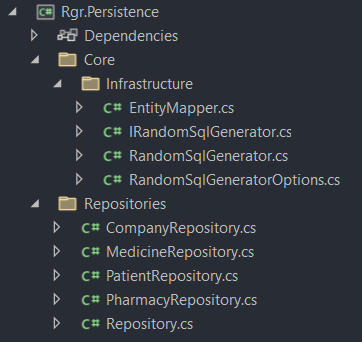 C# Rgr.Persistence
Dependencies
Core
Infrastructure
C# EntityMapper.cs
C# IRandomSqlGenerator.cs
C# RandomSqlGenerator.cs
C# RandomSqlGeneratorOptions.cs
Repositories
C# CompanyRepository.cs
C# MedicineRepository.cs
C# PatientRepository.cs
C# PharmacyRepository.cs
C# Repository.cs